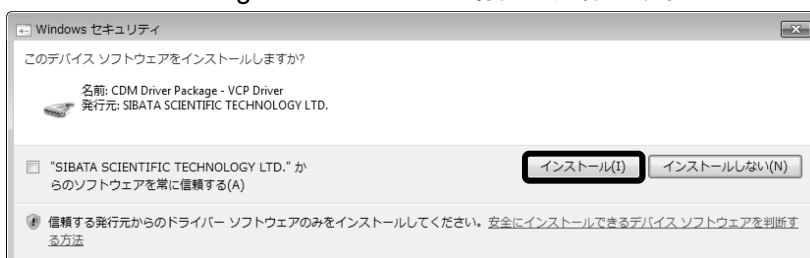 Windows セキュリティ
このデバイス ソフトウェアをインストールしますか?
名前: CDM Driver Package - VCP Driver
発行元: SIBATA SCIENTIFIC TECHNOLOGY LTD.
"SIBATA SCIENTIFIC TECHNOLOGY LTD." か
らのソフトウェアを常に信頼する(A)
インストール(I)
インストールしない(N)
信頼する発行元からのドライバー ソフトウェアのみをインストールしてください。安全にインストールできるデバイス ソフトウェアを判断す
る方法